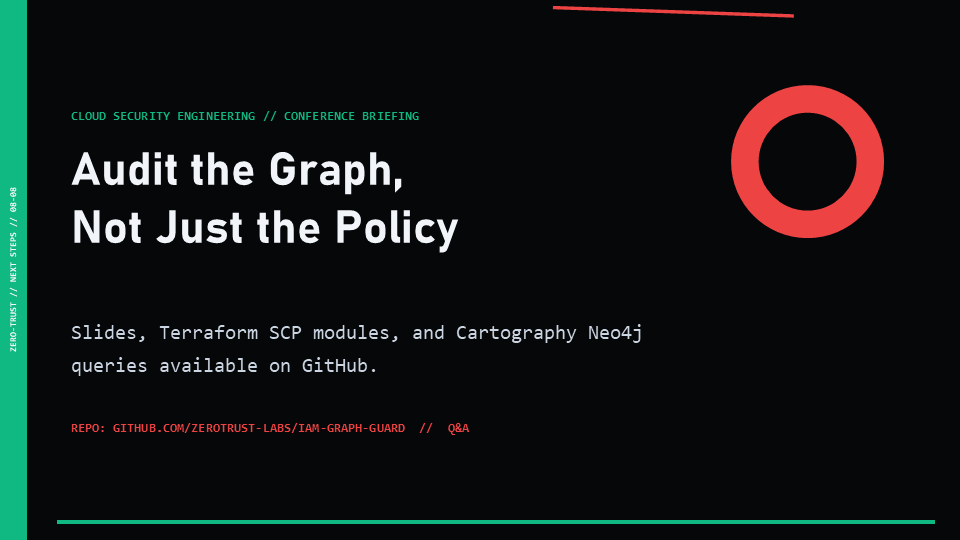 CLOUD SECURITY ENGINEERING // CONFERENCE BRIEFING
Audit the Graph,
Not Just the Policy
Slides, Terraform SCP modules, and Cartography Neo4j
queries available on GitHub.
REPO: GITHUB.COM/ZEROTRUST-LABS/IAM-GRAPH-GUARD // Q&A
ZERO-TRUST // NEXT STEPS // 08-08